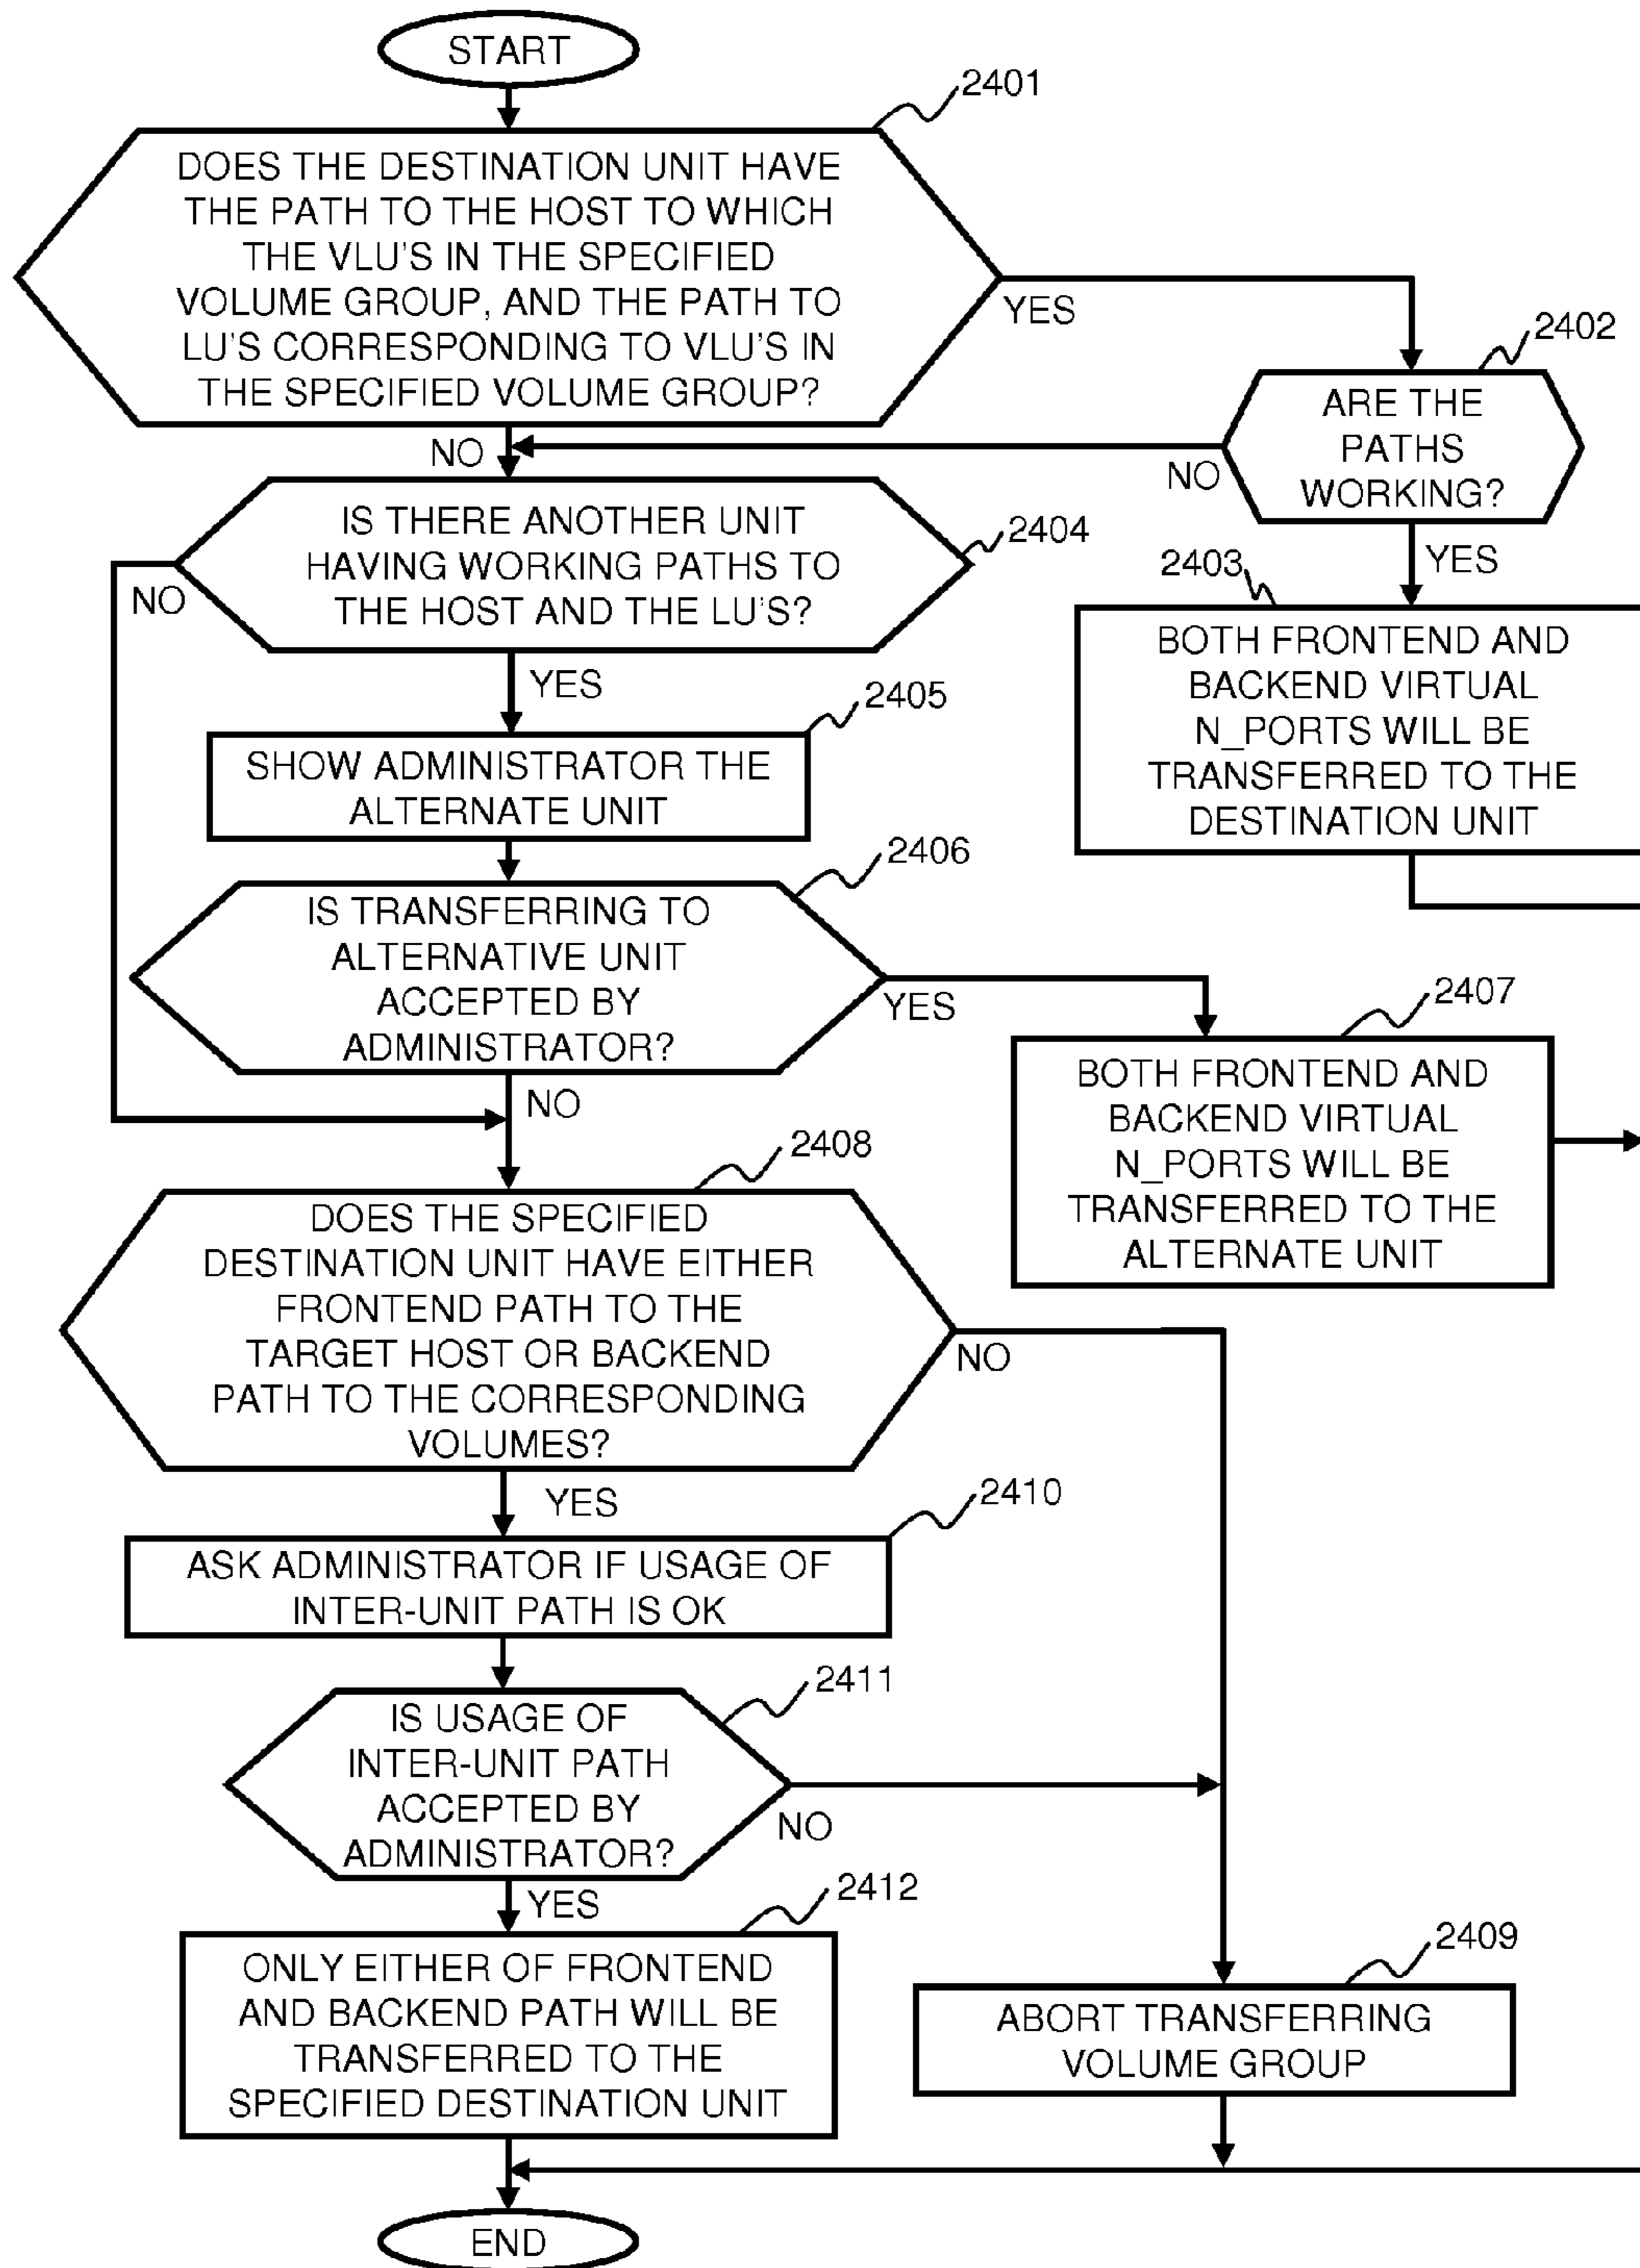 START
2401
DOES THE DESTINATION UNIT HAVE
THE PATH TO THE HOST TO WHICH
THE VLU'S IN THE SPECIFIED
VOLUME GROUP, AND THE PATH TO
LU'S CORRESPONDING TO VLU'S IN
THE SPECIFIED VOLUME GROUP?
YES
NO
2402
ARE THE
PATHS
WORKING?
NO
YES
2403
BOTH FRONTEND AND
BACKEND VIRTUAL
N_PORTS WILL BE
TRANSFERRED TO THE
DESTINATION UNIT
2404
IS THERE ANOTHER UNIT
HAVING WORKING PATHS TO
THE HOST AND THE LU'S?
NO
YES
2405
SHOW ADMINISTRATOR THE
ALTERNATE UNIT
2406
IS TRANSFERRING TO
ALTERNATIVE UNIT
ACCEPTED BY
ADMINISTRATOR?
YES
NO
2407
BOTH FRONTEND AND
BACKEND VIRTUAL
N_PORTS WILL BE
TRANSFERRED TO THE
ALTERNATE UNIT
2408
DOES THE SPECIFIED
DESTINATION UNIT HAVE EITHER
FRONTEND PATH TO THE
TARGET HOST OR BACKEND
PATH TO THE CORRESPONDING
VOLUMES?
NO
YES
2410
ASK ADMINISTRATOR IF USAGE OF
INTER-UNIT PATH IS OK
2411
IS USAGE OF
INTER-UNIT PATH
ACCEPTED BY
ADMINISTRATOR?
NO
YES
2412
ONLY EITHER OF FRONTEND
AND BACKEND PATH WILL BE
TRANSFERRED TO THE
SPECIFIED DESTINATION UNIT
2409
ABORT TRANSFERRING
VOLUME GROUP
END